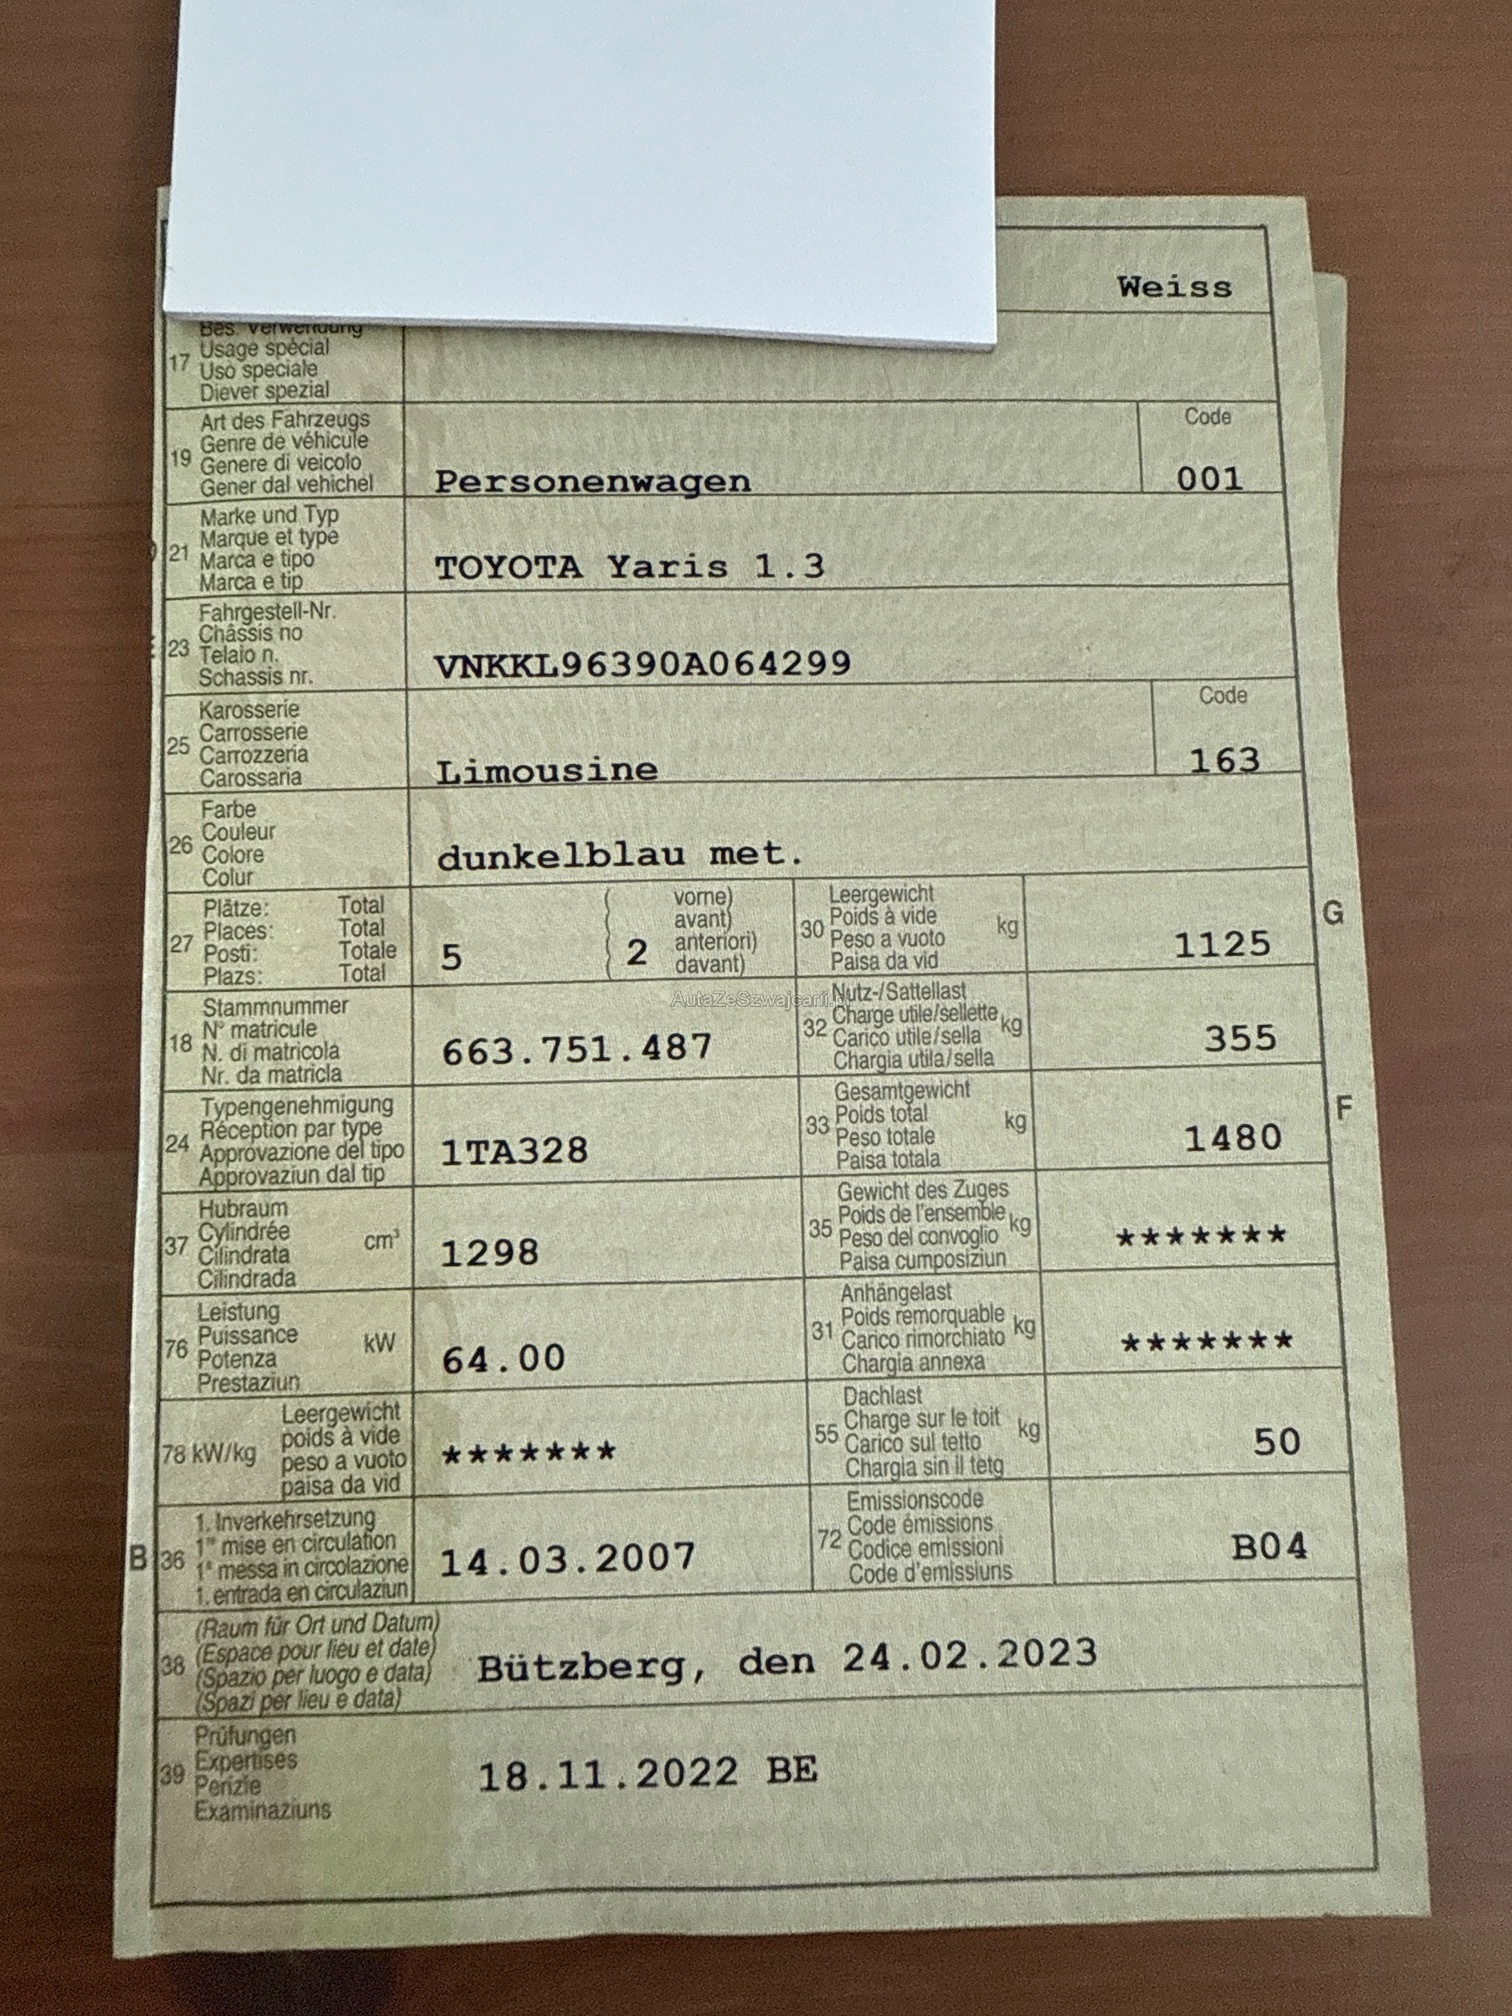 Weiss
Bes. Verwendung
17 Usage spécial
Uso speciale
Diever spezial
Art des Fahrzeugs
19 Genre de véhicule
Genere di veicolo
Gener dal vehichel
Personenwagen
Code
001
Marke und Typ
21 Marque et type
Marca e tipo
Marca e tip
TOYOTA Yaris 1.3
Fahrgestell-Nr.
Châssis no
23 Telaio n.
Schassis nr.
VNKKL96390A064299
Karosserie
Carrosserie
25 Carrozzeria
Carossaria
Limousine
Code
163
Farbe
Couleur
26 Colore
Colur
dunkelblau met.
Plätze: Total
Places: Total
27 Posti: Totale
Plazs: Total
5
( 2 vorne)
avant)
anteriori)
davant)
Leergewicht
30 Poids à vide kg
Peso a vuoto
Paisa da vid
1125
G
AutaZeSzwajcarii.pl
Stammnummer
18 N° matricule
N. di matricola
Nr. da matricla
663.751.487
Nutz-/Sattellast
32 Charge utile/sellette kg
Carico utile/sella
Chargia utila/sella
355
Typengenehmigung
Réception par type
24 Approvazione del tipo
Approvaziun dal tip
1TA328
Gesamtgewicht
33 Poids total kg
Peso totale
Paisa totala
1480
F
Hubraum
37 Cylindrée cm³
Cilindrata
Cilindrada
1298
Gewicht des Zuges
35 Poids de l'ensemble kg
Peso del convoglio
Paisa cumposiziun
*******
Leistung
76 Puissance kW
Potenza
Prestaziun
64.00
Anhängelast
31 Poids remorquable kg
Carico rimorchiato
Chargia annexa
*******
Leergewicht
78 kW/kg poids à vide
peso a vuoto
paisa da vid
*******
Dachlast
55 Charge sur le toit kg
Carico sul tetto
Chargia sin il tetg
50
B
1. Inverkehrsetzung
36 1re mise en circulation
1a messa in circolazione
1. entrada en circulaziun
14.03.2007
Emissionscode
72 Code émissions
Codice emissioni
Code d'emissiuns
B04
(Raum für Ort und Datum)
38 (Espace pour lieu et date)
(Spazio per luogo e data)
(Spazi per lieu e data)
Bützberg, den 24.02.2023
Prüfungen
39 Expertises
Perizie
Examinaziuns
18.11.2022 BE